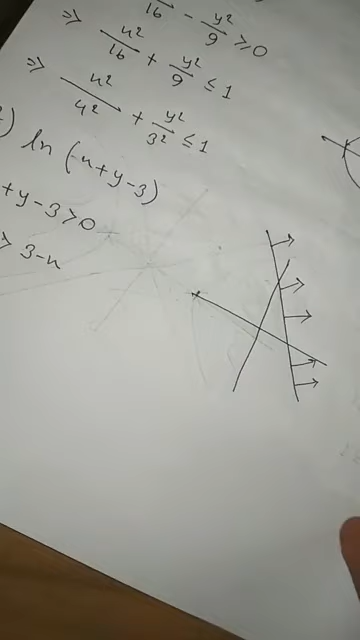 16 - y²/9 ≥ 0
⇒ x²/16 + y²/9 ≤ 1
⇒ x²/4² + y²/3² ≤ 1
) ln (x+y-3)
+ y - 3 > 0
> 3-x